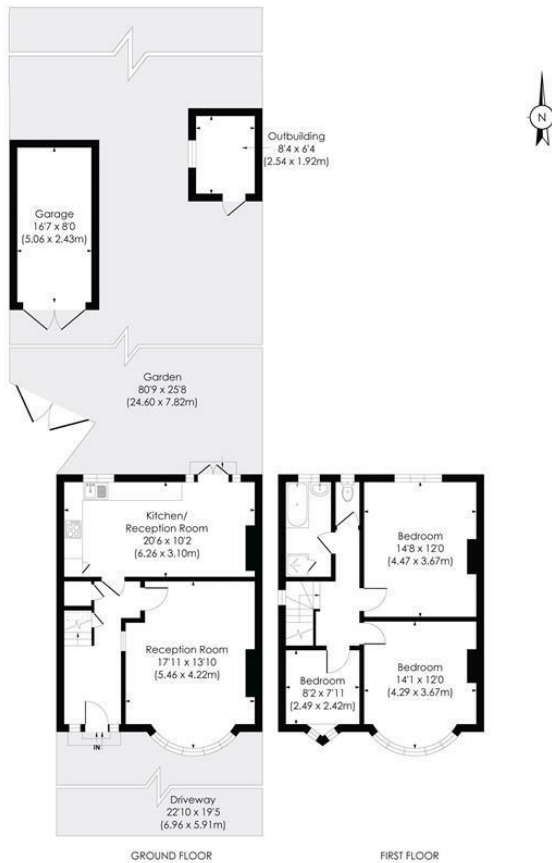 N
Outbuilding
8'4 x 6'4
(2.54 x 1.92m)
Garage
16'7 x 8'0
(5.06 x 2.43m)
Garden
80'9 x 25'8
(24.60 x 7.82m)
Kitchen/
Reception Room
20'6 x 10'2
(6.26 x 3.10m)
Bedroom
14'8 x 12'0
(4.47 x 3.67m)
Reception Room
17'11 x 13'10
(5.46 x 4.22m)
Bedroom
14'1 x 12'0
(4.29 x 3.67m)
Bedroom
8'2 x 7'11
(2.49 x 2.42m)
IN
Driveway
22'10 x 19'5
(6.96 x 5.91m)
GROUND FLOOR
FIRST FLOOR